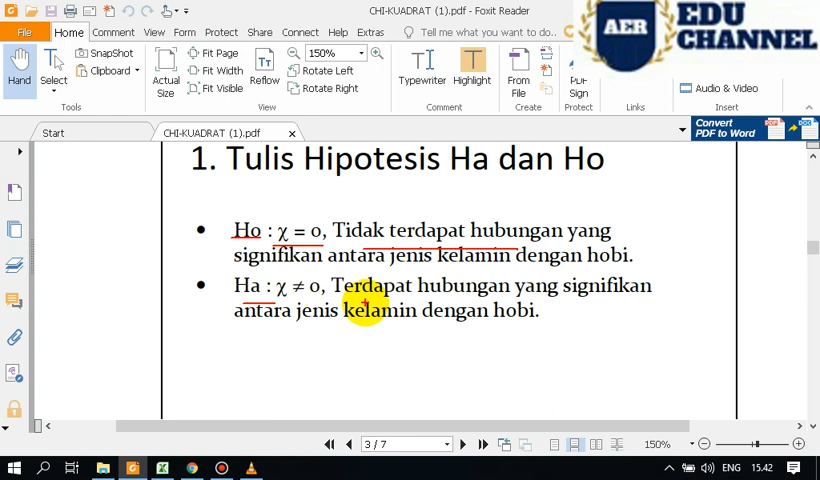 CHI-KUADRAT (1).pdf - Foxit Reader
File Home Comment View Form Protect Share Connect Help Extras Tell me what you want to do...
AER
EDU CHANNEL
Hand
Select
SnapShot
Clipboard
Tools
Actual Size
Fit Page
Fit Width
Fit Visible
Reflow
150%
Rotate Left
Rotate Right
View
Typewriter
Highlight
Comment
From File
Create
PDF Sign
Protect
Links
Audio & Video
Insert
Start
CHI-KUADRAT (1).pdf
Convert PDF to Word
1. Tulis Hipotesis Ha dan Ho
• Ho : χ = 0, Tidak terdapat hubungan yang
signifikan antara jenis kelamin dengan hobi.
• Ha : χ ≠ 0, Terdapat hubungan yang signifikan
antara jenis kelamin dengan hobi.
3 / 7
150%
ENG 15.42